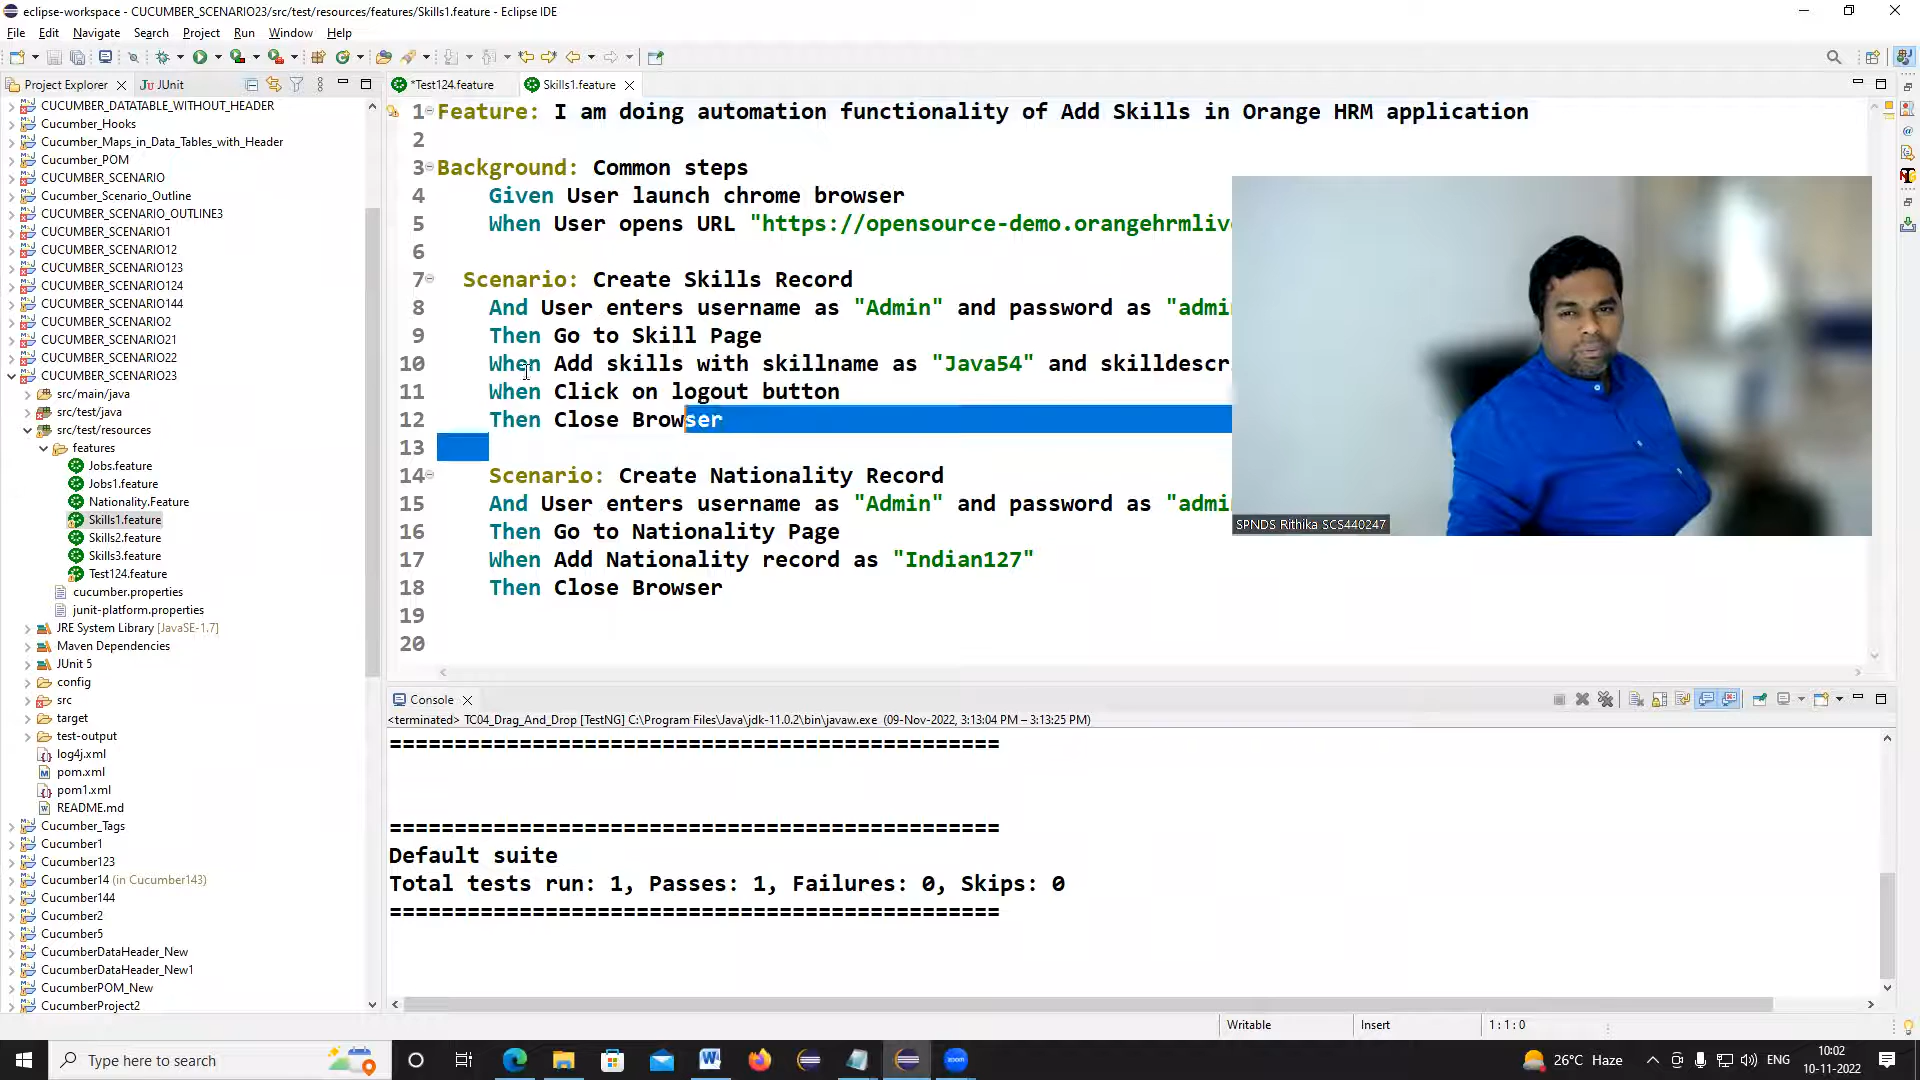 eclipse-workspace - CUCUMBER_SCENARIO23/src/test/resources/features/Skills1.feature - Eclipse IDE
File Edit Navigate Search Project Run Window Help
Project Explorer JUnit
CUCUMBER_DATATABLE_WITHOUT_HEADER
Cucumber_Hooks
Cucumber_Maps_in_Data_Tables_with_Header
Cucumber_POM
CUCUMBER_SCENARIO
Cucumber_Scenario_Outline
CUCUMBER_SCENARIO_OUTLINE3
CUCUMBER_SCENARIO1
CUCUMBER_SCENARIO12
CUCUMBER_SCENARIO123
CUCUMBER_SCENARIO124
CUCUMBER_SCENARIO144
CUCUMBER_SCENARIO2
CUCUMBER_SCENARIO21
CUCUMBER_SCENARIO22
CUCUMBER_SCENARIO23
src/main/java
src/test/java
src/test/resources
features
Jobs.feature
Jobs1.feature
Nationality.Feature
Skills1.feature
Skills2.feature
Skills3.feature
Test124.feature
cucumber.properties
junit-platform.properties
JRE System Library [JavaSE-1.7]
Maven Dependencies
JUnit 5
config
src
target
test-output
log4j.xml
pom.xml
pom1.xml
README.md
Cucumber_Tags
Cucumber1
Cucumber123
Cucumber14 (in Cucumber143)
Cucumber144
Cucumber2
Cucumber5
CucumberDataHeader_New
CucumberDataHeader_New1
CucumberPOM_New
CucumberProject2
*Test124.feature Skills1.feature
1 Feature: I am doing automation functionality of Add Skills in Orange HRM application
2
3 Background: Common steps
4 Given User launch chrome browser
5 When User opens URL "https://opensource-demo.orangehrmliv
6
7 Scenario: Create Skills Record
8 And User enters username as "Admin" and password as "admi
9 Then Go to Skill Page
10 When Add skills with skillname as "Java54" and skilldescr
11 When Click on logout button
12 Then Close Browser
13
14 Scenario: Create Nationality Record
15 And User enters username as "Admin" and password as "admi
16 Then Go to Nationality Page
17 When Add Nationality record as "Indian127"
18 Then Close Browser
19
20
SPNDS Rithika SCS440247
Console
<terminated> TC04_Drag_And_Drop [TestNG] C:\Program Files\Java\jdk-11.0.2\bin\javaw.exe (09-Nov-2022, 3:13:04 PM – 3:13:25 PM)
===============================================
===============================================
Default suite
Total tests run: 1, Passes: 1, Failures: 0, Skips: 0
===============================================
Writable Insert 1:1:0
Type here to search
26°C Haze ENG
10:02
10-11-2022